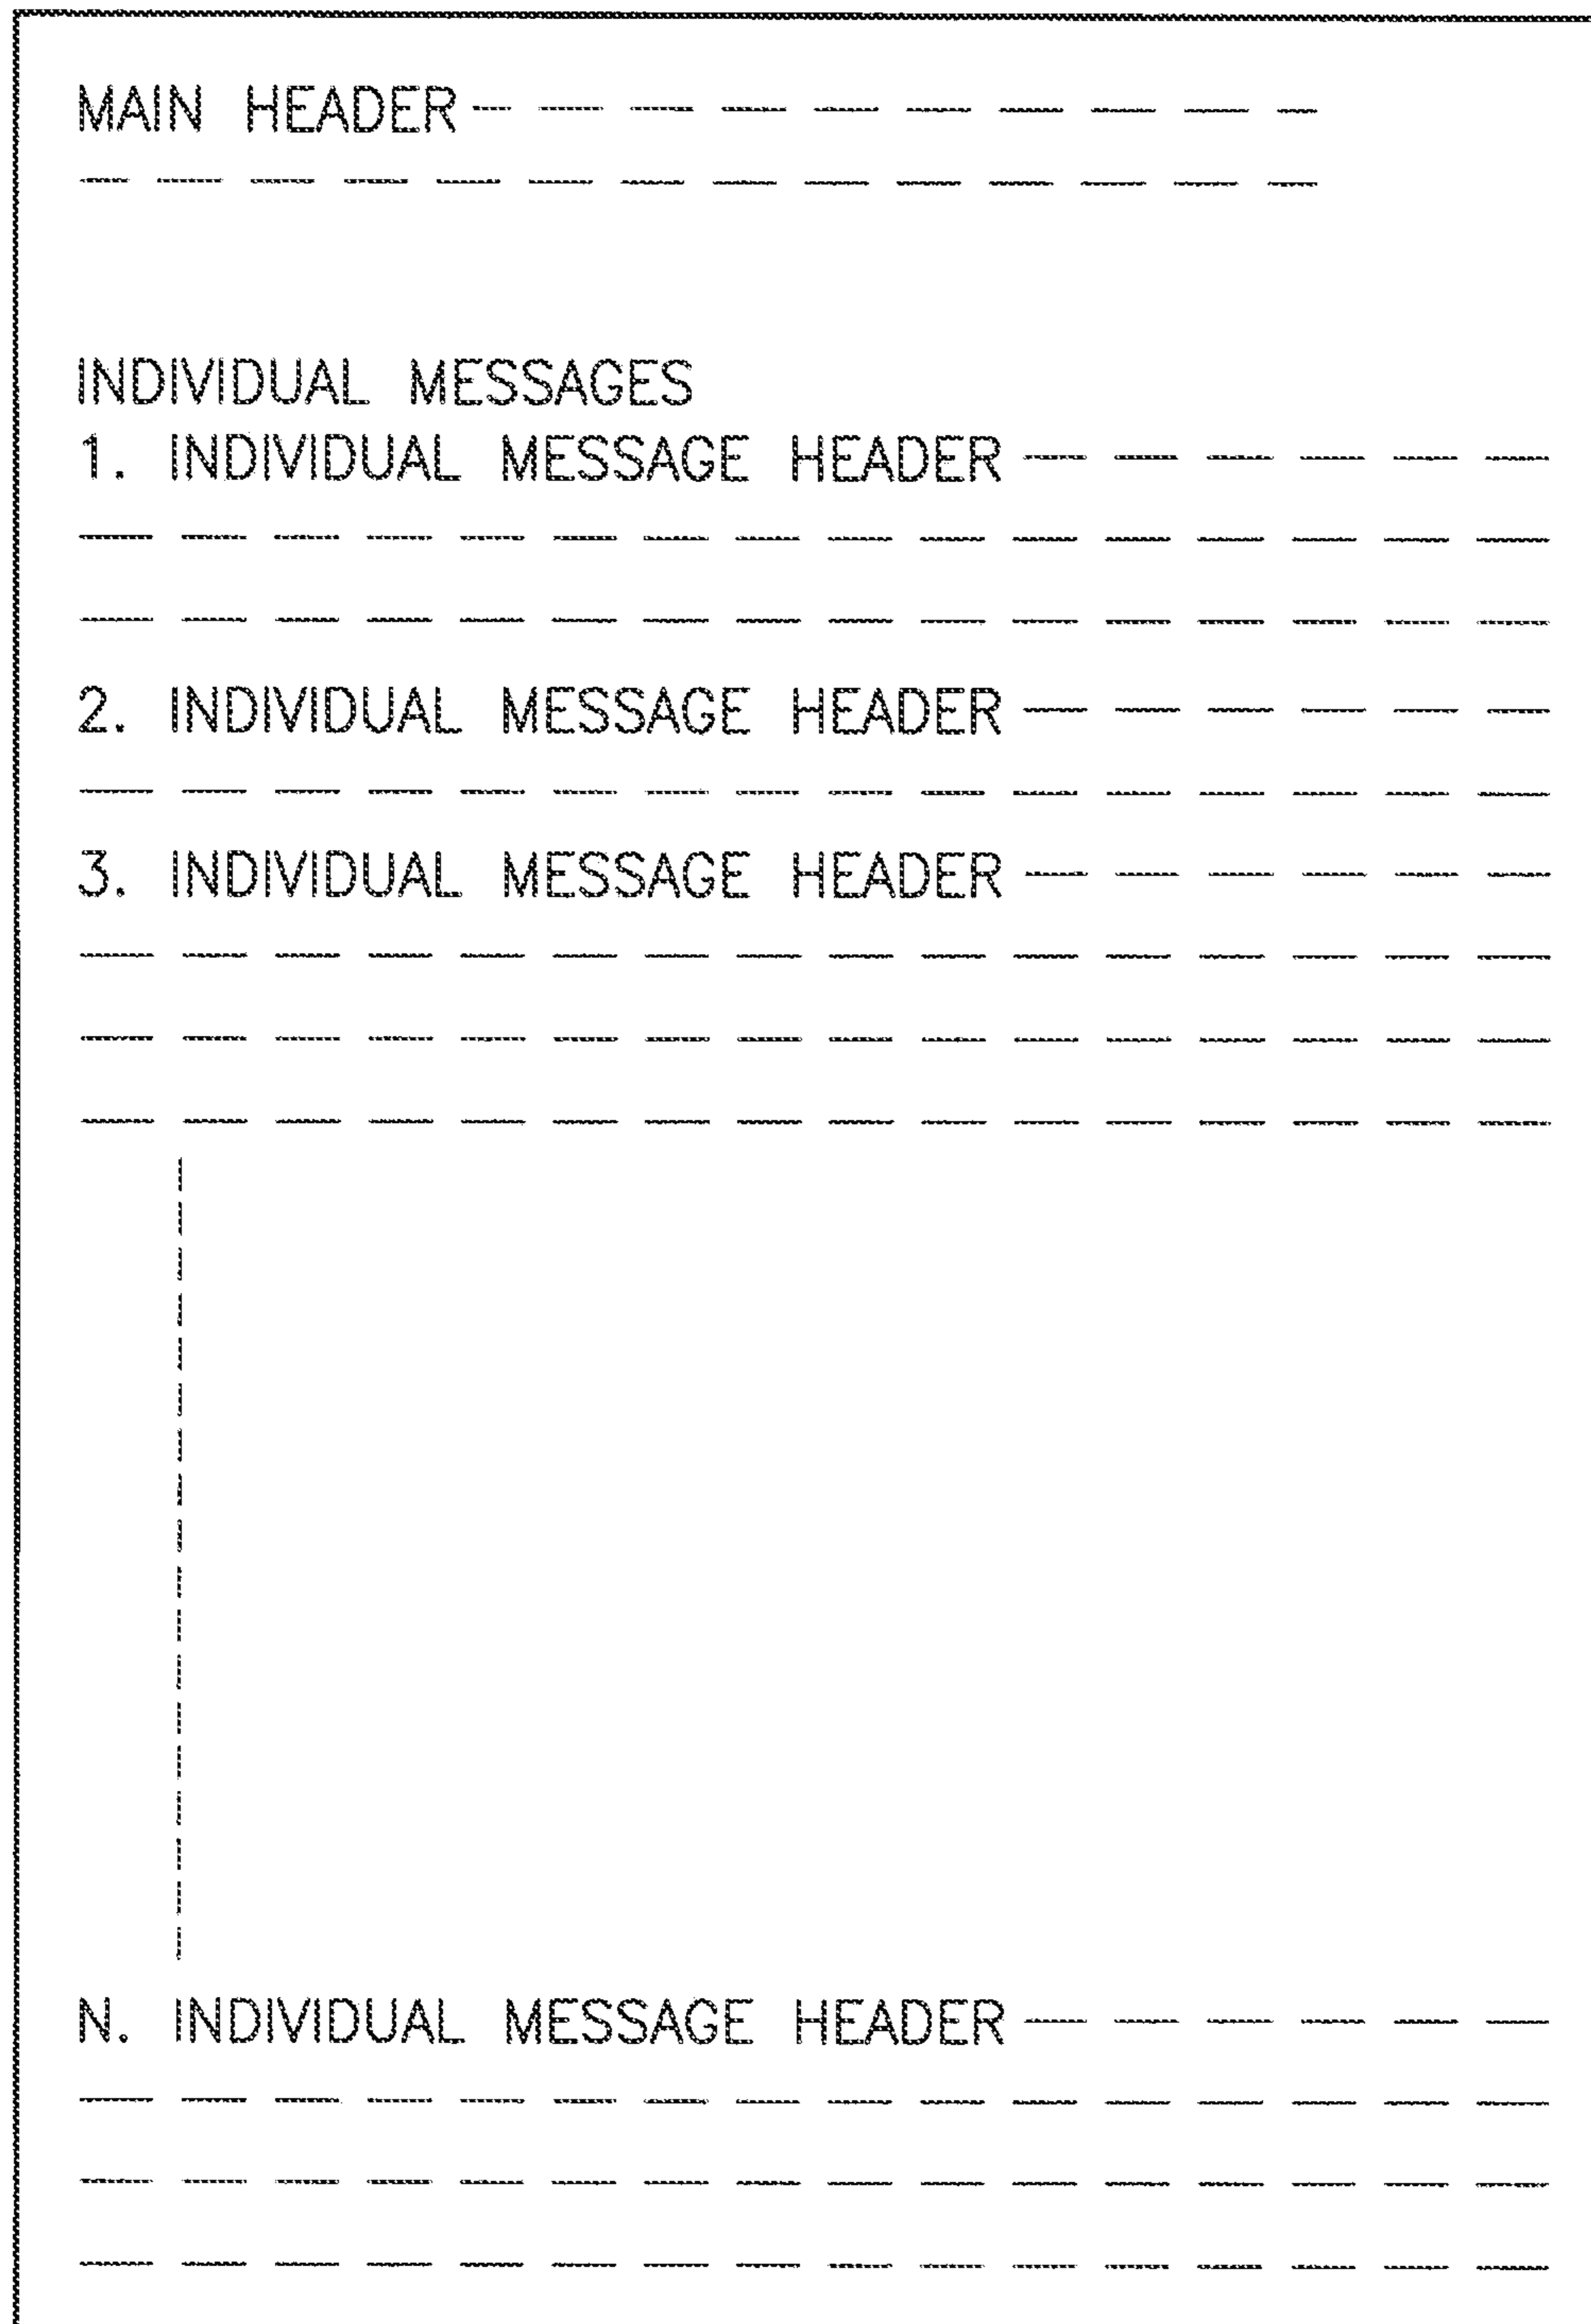 MAIN HEADER
INDIVIDUAL MESSAGES
1. INDIVIDUAL MESSAGE HEADER
2. INDIVIDUAL MESSAGE HEADER
3. INDIVIDUAL MESSAGE HEADER
N. INDIVIDUAL MESSAGE HEADER